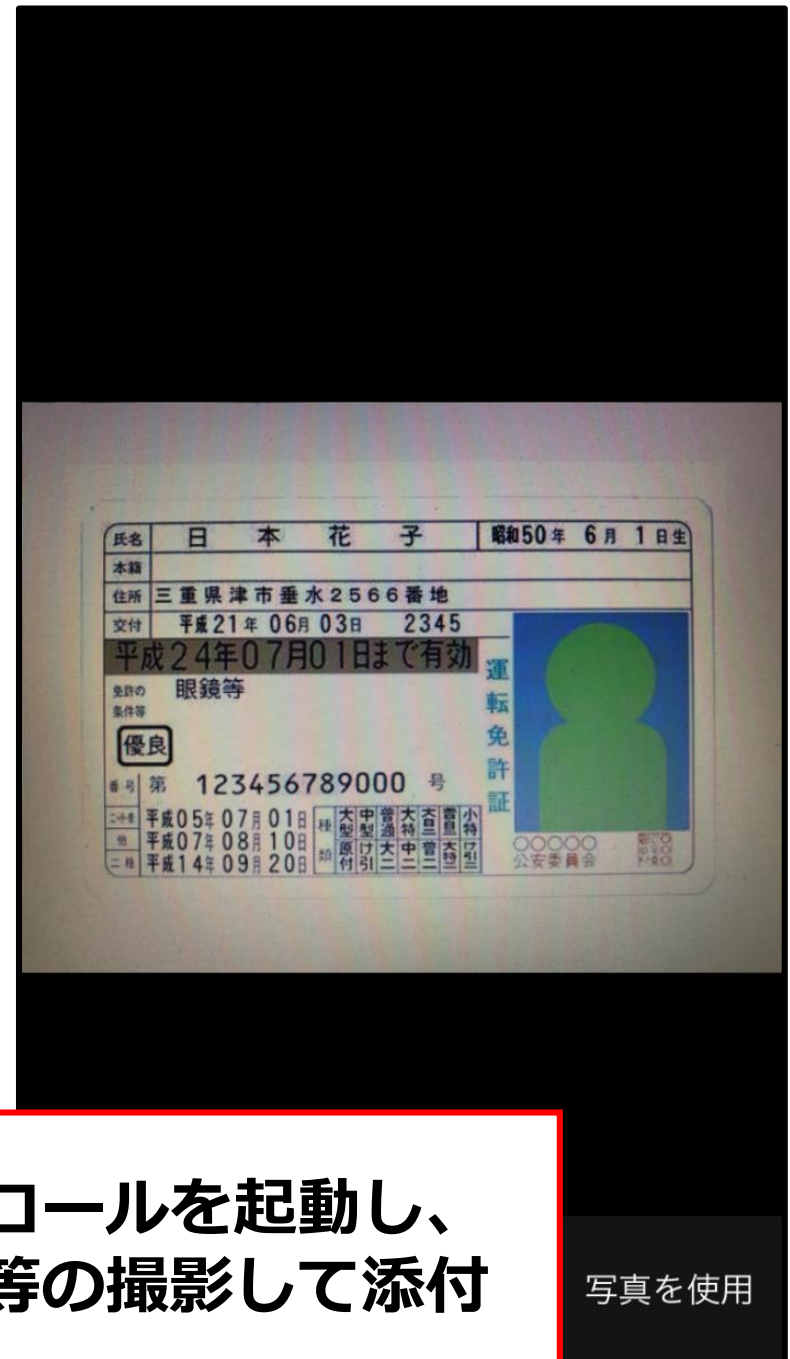 氏名 日本花子 昭和50年 6月 1日生
本籍
住所 三重県津市垂水2566番地
交付 平成21年 06月 03日 2345
平成24年07月01日まで有効
免許の
条件等
眼鏡等
優良
運転免許証
番号 第 123456789000 号
平成05年 07月 01日
他 平成07年 08月 10日
二種 平成14年 09月 20日
種類
大型 中型 普通 大特 大自二 普自二 小特
原付 け引 大二 中二 普二 大特二 け引二
○○○○○
公安委員会
コールを起動し、
等の撮影して添付
写真を使用